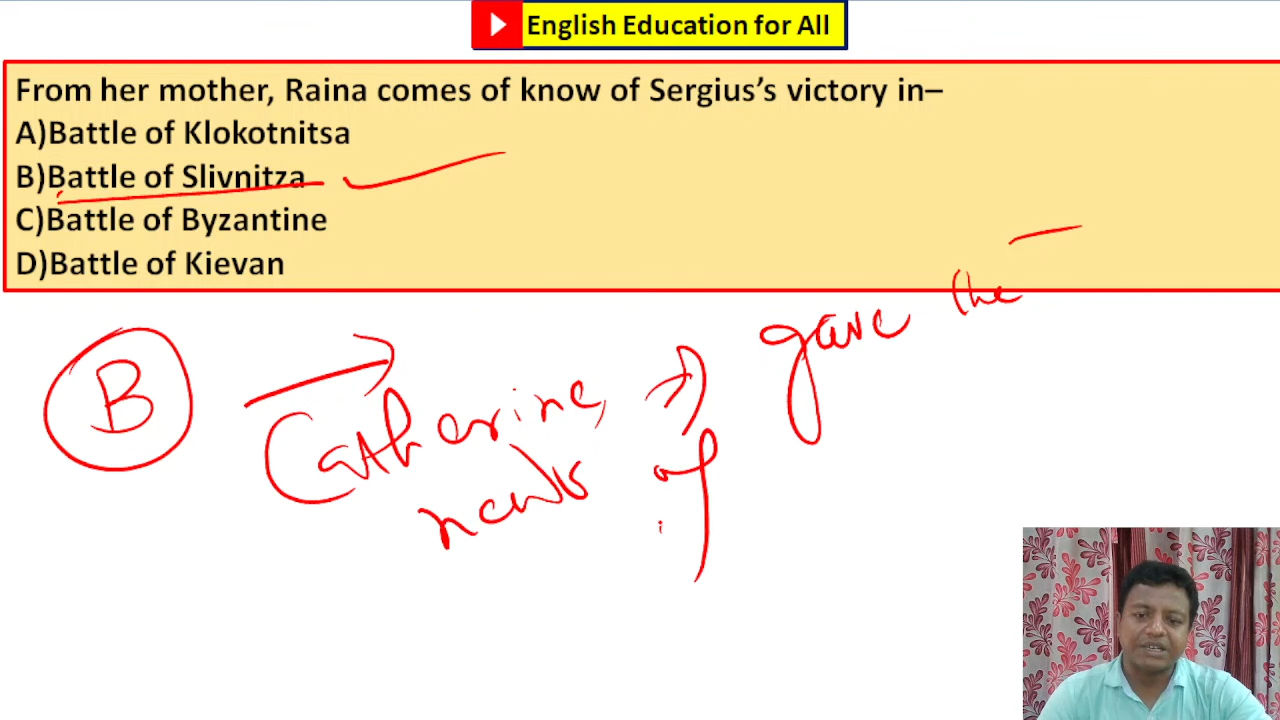 English Education for All
From her mother, Raina comes of know of Sergius’s victory in–
A)Battle of Klokotnitsa
B)Battle of Slivnitza
C)Battle of Byzantine
D)Battle of Kievan
B Catherine, gave the
news of